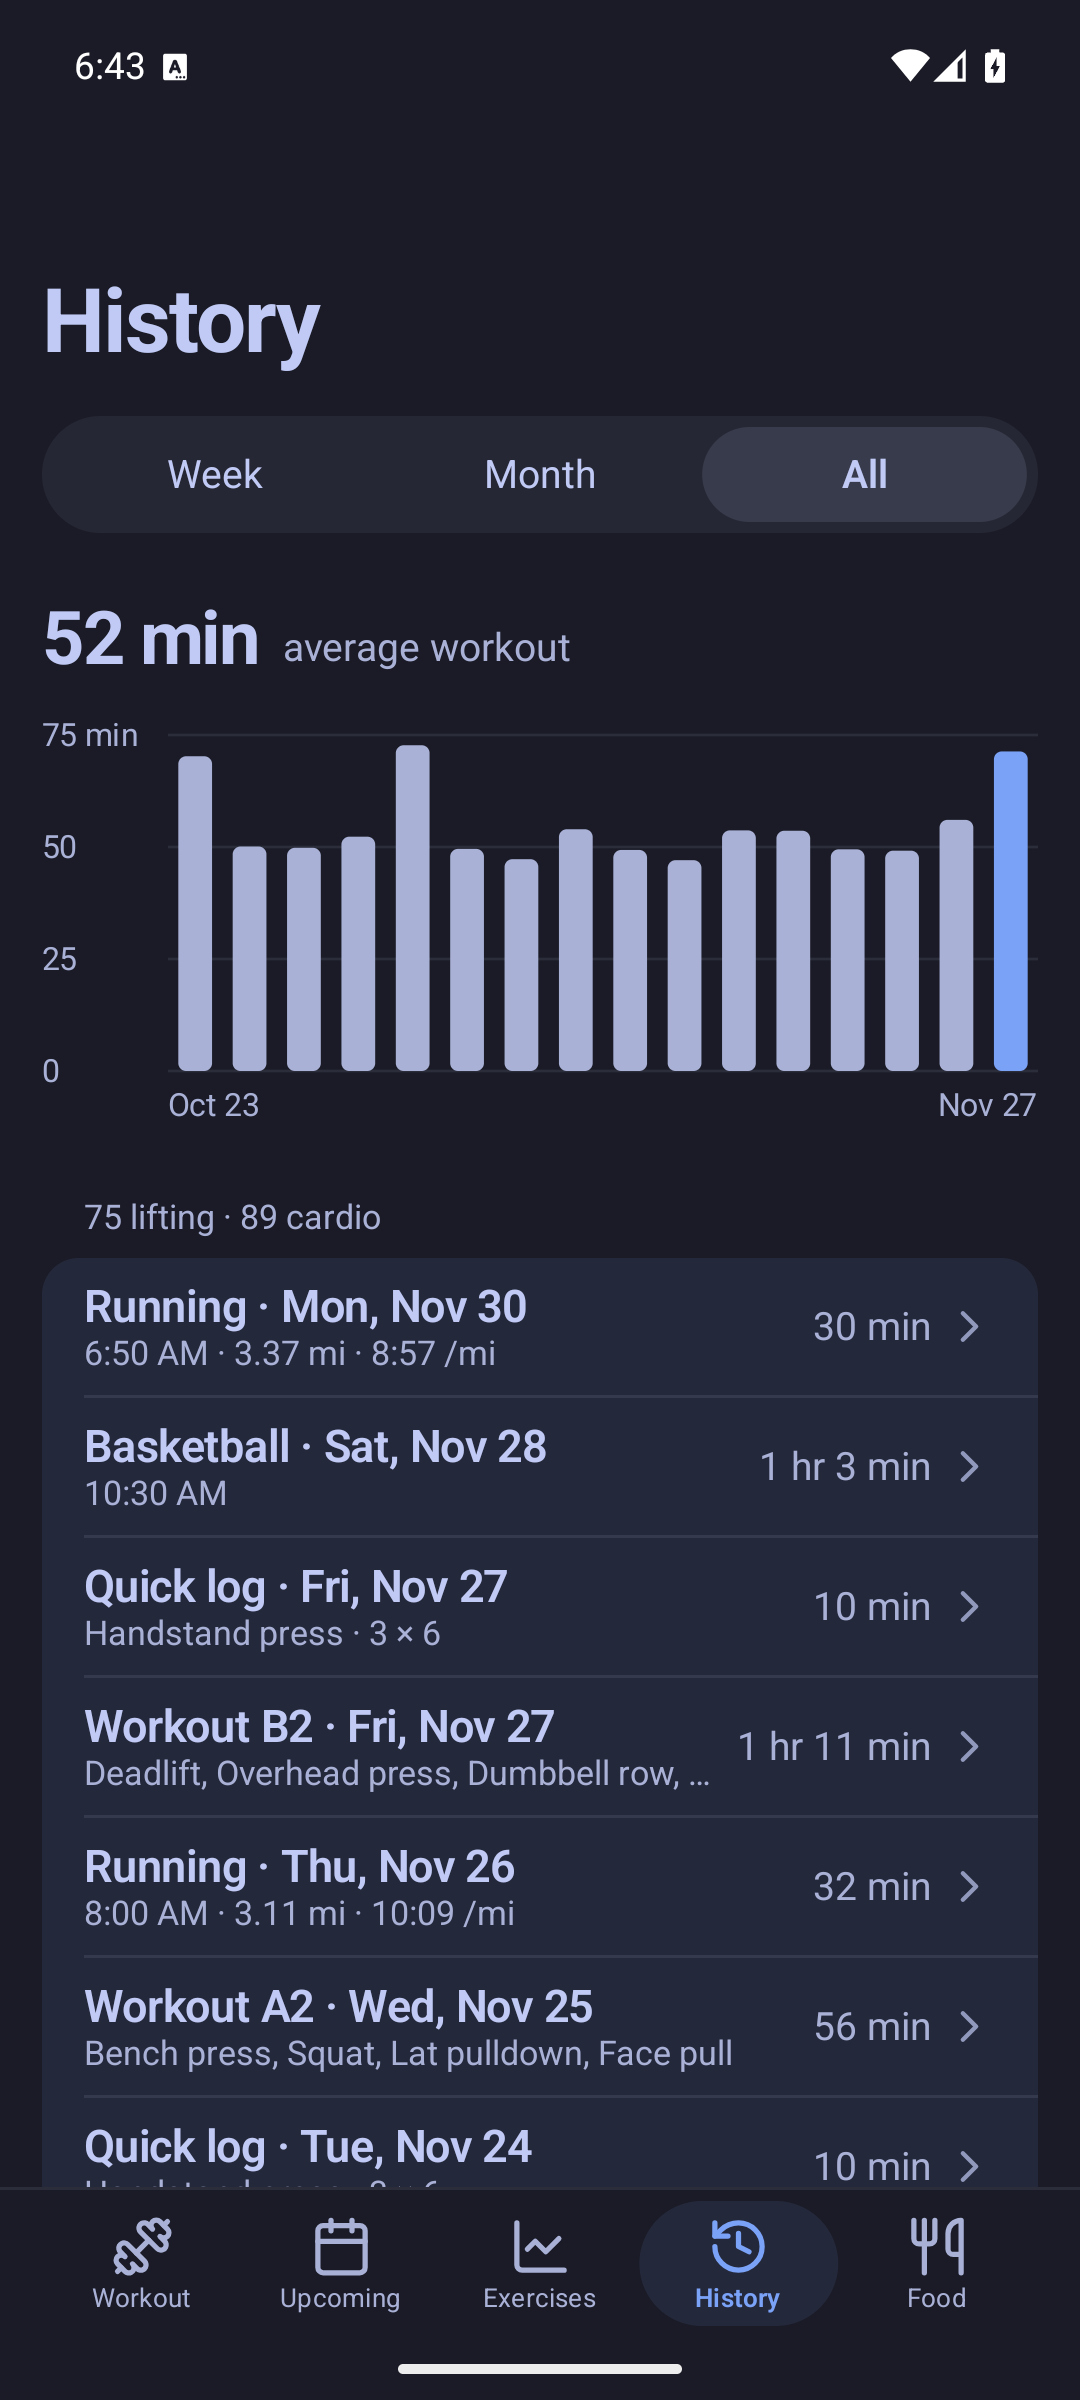 6:43
History
Week Month All
52 min average workout
75 min
50
25
0
Oct 23 Nov 27
75 lifting · 89 cardio
Running · Mon, Nov 30
6:50 AM · 3.37 mi · 8:57 /mi
30 min
Basketball · Sat, Nov 28
10:30 AM
1 hr 3 min
Quick log · Fri, Nov 27
Handstand press · 3 × 6
10 min
Workout B2 · Fri, Nov 27
Deadlift, Overhead press, Dumbbell row, …
1 hr 11 min
Running · Thu, Nov 26
8:00 AM · 3.11 mi · 10:09 /mi
32 min
Workout A2 · Wed, Nov 25
Bench press, Squat, Lat pulldown, Face pull
56 min
Quick log · Tue, Nov 24
10 min
Workout Upcoming Exercises History Food